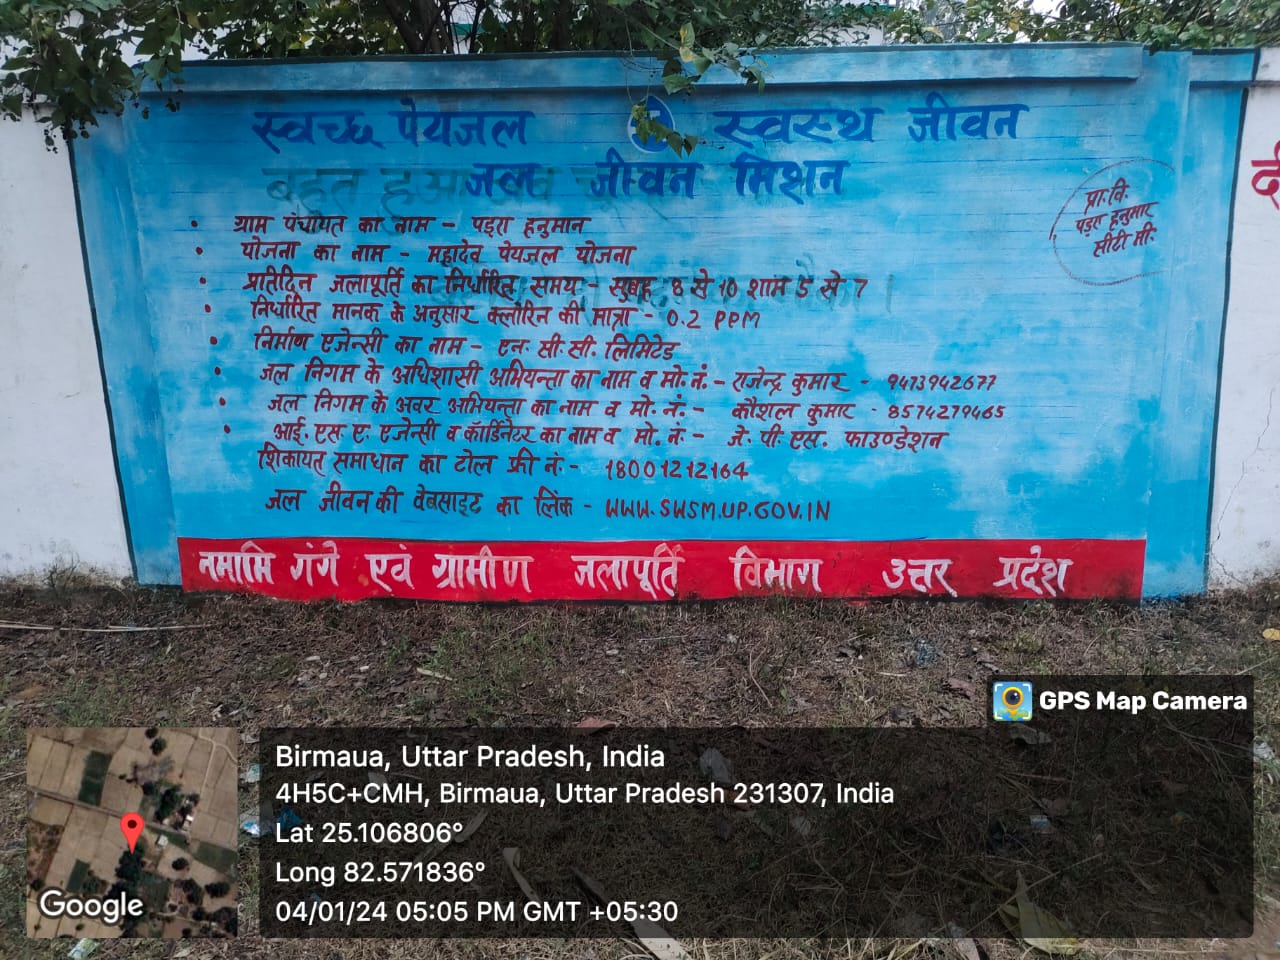 स्वच्छ पेयजल स्वस्थ जीवन
जल जीवन मिशन
• ग्राम पंचायत का नाम - पड़रा हनुमान
• योजना का नाम - महादेव पेयजल योजना
• प्रतिदिन जलापूर्ति का निर्धारित समय - सुबह 8 से 10 शाम 5 से 7
• निर्धारित मानक के अनुसार क्लोरिन की मात्रा - 0.2 PPM
• निर्माण एजेन्सी का नाम - एन. सी. सी. लिमिटेड
• जल निगम के अधिशासी अभियन्ता का नाम व मो. नं. - राजेन्द्र कुमार - 9473942677
• जल निगम के अवर अभियन्ता का नाम व मो. नं. - कौशल कुमार - 8574279465
• आई. एस. ए. एजेन्सी व कॉर्डिनेटर का नाम व मो. नं - जे. पी. एस. फाउण्डेशन
शिकायत समाधान का टोल फ्री नं. - 18001212164
जल जीवन की वेबसाइट का लिंक - WWW.SWSM.UP.GOV.IN
नमामि गंगे एवं ग्रामीण जलापूर्ति विभाग उत्तर प्रदेश
प्रा. वि.
पड़रा हनुमार
सीटी मी.
GPS Map Camera
Birmaua, Uttar Pradesh, India
4H5C+CMH, Birmaua, Uttar Pradesh 231307, India
Lat 25.106806°
Long 82.571836°
04/01/24 05:05 PM GMT +05:30
Google